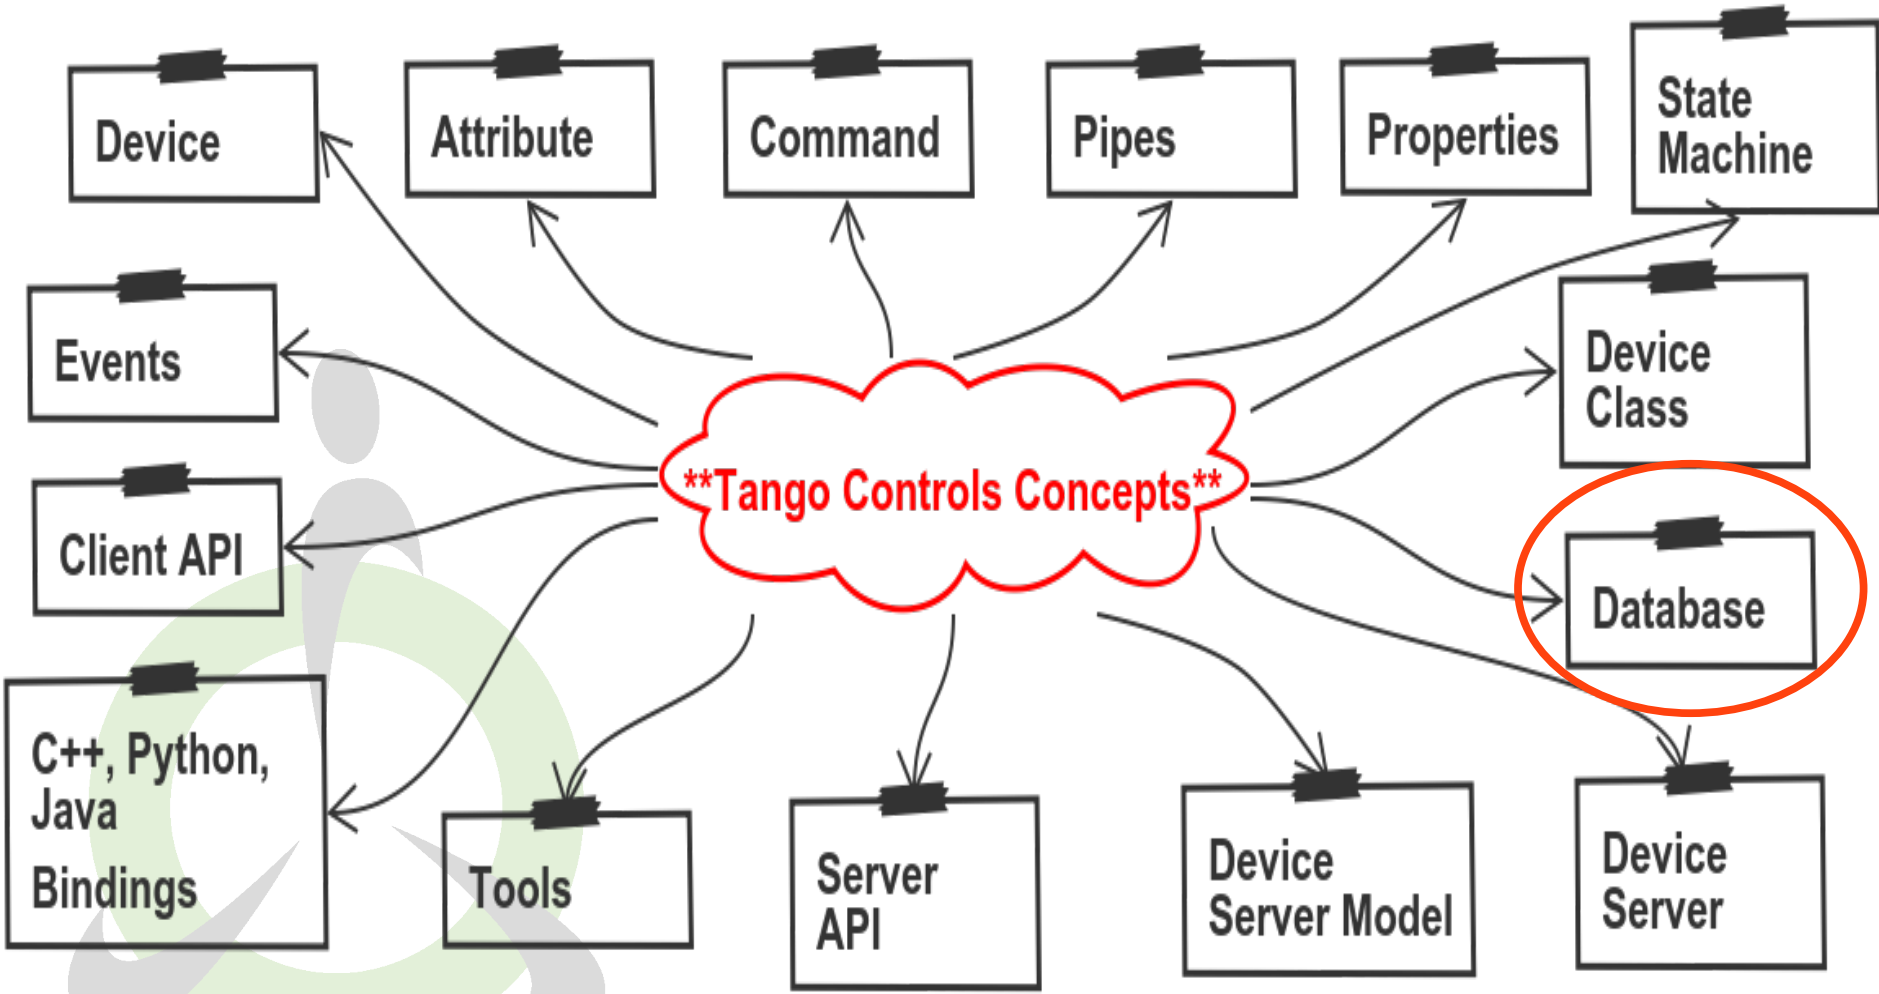 Device
Attribute
Command
Pipes
Properties
State
Machine
Events
Device
Class
**Tango Controls Concepts**
Client API
Database
C++, Python,
Java
Bindings
Tools
Server
API
Device
Server Model
Device
Server